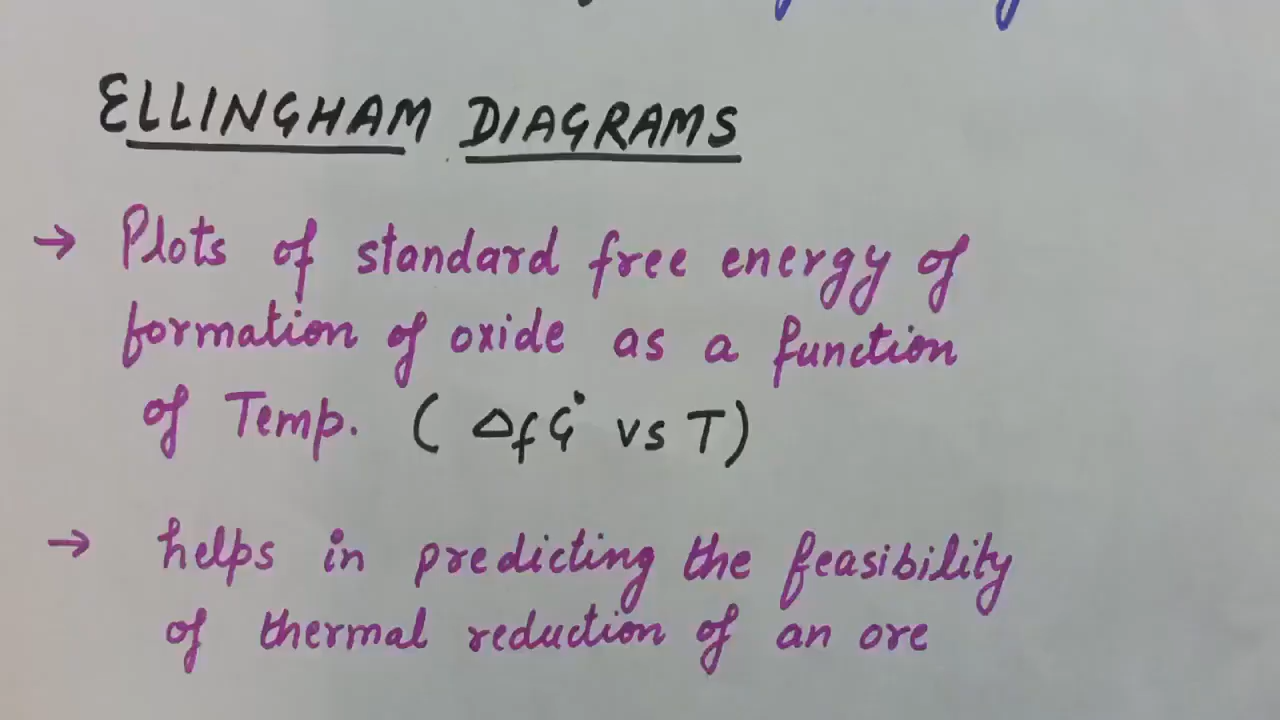 ELLINGHAM DIAGRAMS
→ Plots of standard free energy of
formation of oxide as a function
of Temp. ( ΔfG° vs T)
→ helps in predicting the feasibility
of thermal reduction of an ore